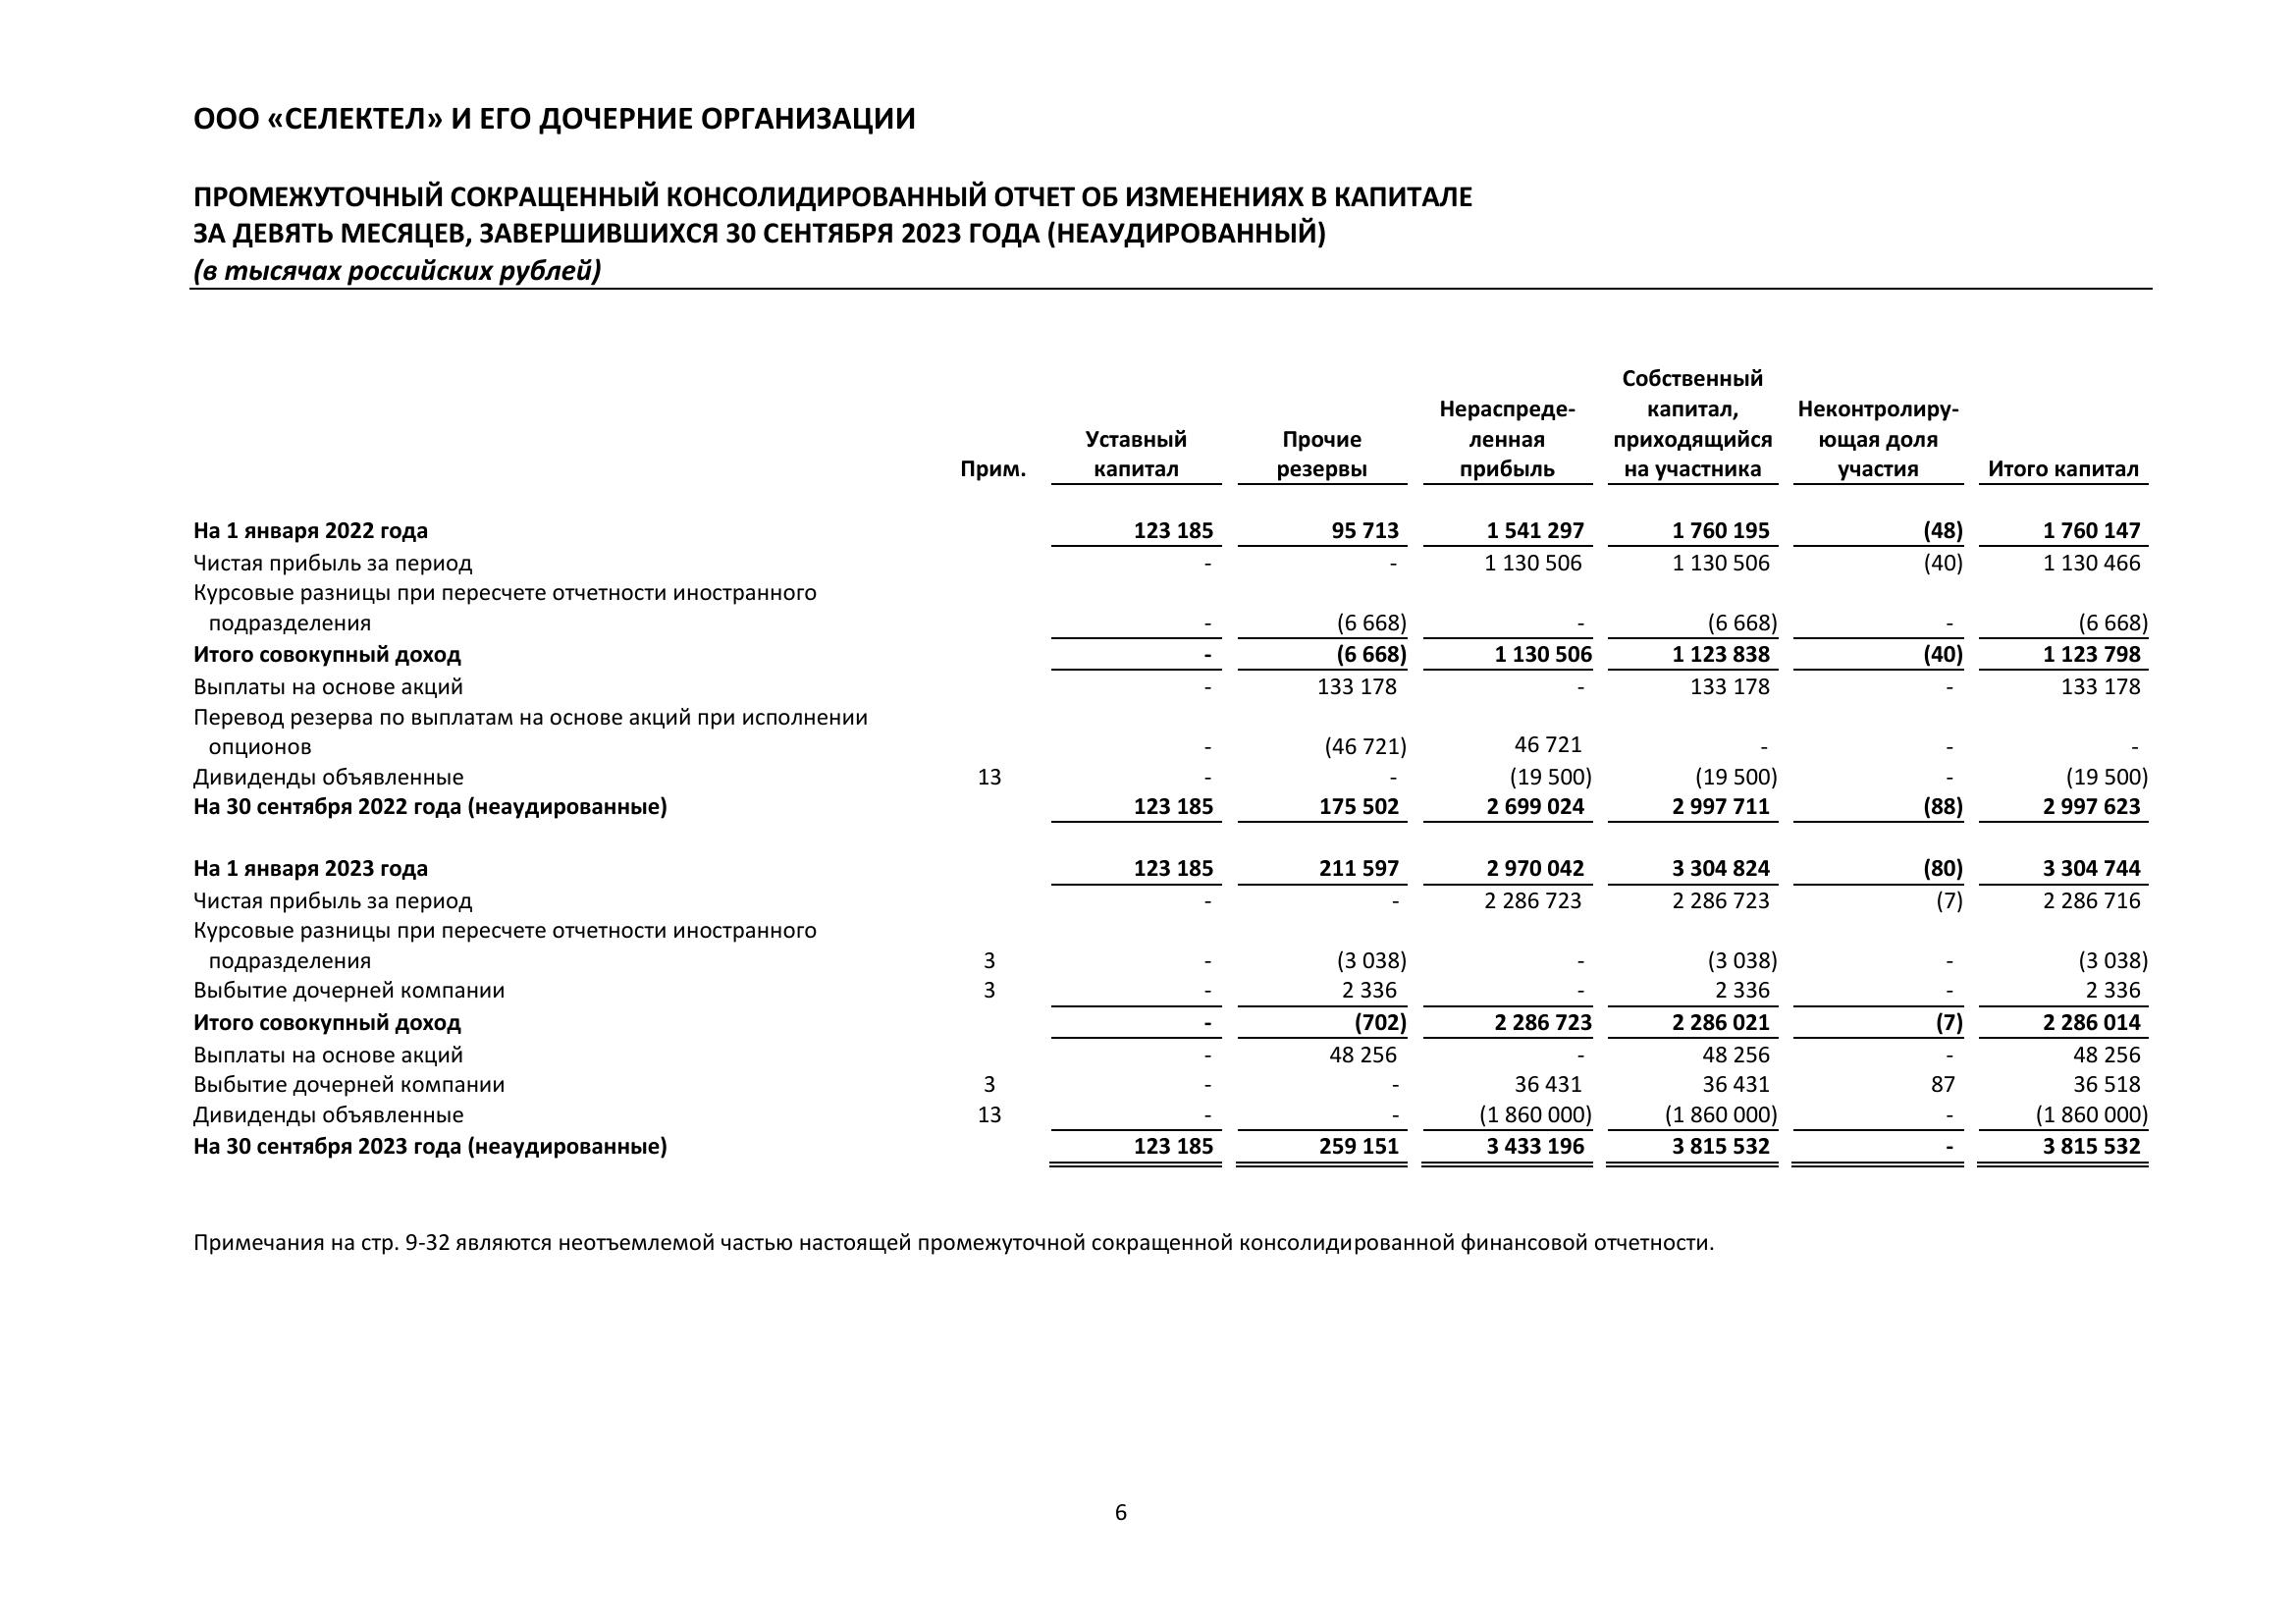 ООО «СЕЛЕКТЕЛ» И ЕГО ДОЧЕРНИЕ ОРГАНИЗАЦИИ
ПРОМЕЖУТОЧНЫЙ СОКРАЩЕННЫЙ КОНСОЛИДИРОВАННЫЙ ОТЧЕТ ОБ ИЗМЕНЕНИЯХ В КАПИТАЛЕ
ЗА ДЕВЯТЬ МЕСЯЦЕВ, ЗАВЕРШИВШИХСЯ 30 СЕНТЯБРЯ 2023 ГОДА (НЕАУДИРОВАННЫЙ)
(в тысячах российских рублей)
Собственный
Нераспреде- капитал, Неконтролиру-
Уставный Прочие ленная приходящийся ющая доля
Прим. капитал резервы прибыль на участника участия Итого капитал
На 1 января 2022 года 123 185 95 713 1 541 297 1 760 195 (48) 1 760 147
Чистая прибыль за период - - 1 130 506 1 130 506 (40) 1 130 466
Курсовые разницы при пересчете отчетности иностранного
подразделения - (6 668) - (6 668) - (6 668)
Итого совокупный доход - (6 668) 1 130 506 1 123 838 (40) 1 123 798
Выплаты на основе акций - 133 178 - 133 178 - 133 178
Перевод резерва по выплатам на основе акций при исполнении
опционов - (46 721) 46 721 - - -
Дивиденды объявленные 13 - - (19 500) (19 500) - (19 500)
На 30 сентября 2022 года (неаудированные) 123 185 175 502 2 699 024 2 997 711 (88) 2 997 623
На 1 января 2023 года 123 185 211 597 2 970 042 3 304 824 (80) 3 304 744
Чистая прибыль за период - - 2 286 723 2 286 723 (7) 2 286 716
Курсовые разницы при пересчете отчетности иностранного
подразделения 3 - (3 038) - (3 038) - (3 038)
Выбытие дочерней компании 3 - 2 336 - 2 336 - 2 336
Итого совокупный доход - (702) 2 286 723 2 286 021 (7) 2 286 014
Выплаты на основе акций - 48 256 - 48 256 - 48 256
Выбытие дочерней компании 3 - - 36 431 36 431 87 36 518
Дивиденды объявленные 13 - - (1 860 000) (1 860 000) - (1 860 000)
На 30 сентября 2023 года (неаудированные) 123 185 259 151 3 433 196 3 815 532 - 3 815 532
Примечания на стр. 9-32 являются неотъемлемой частью настоящей промежуточной сокращенной консолидированной финансовой отчетности.
6